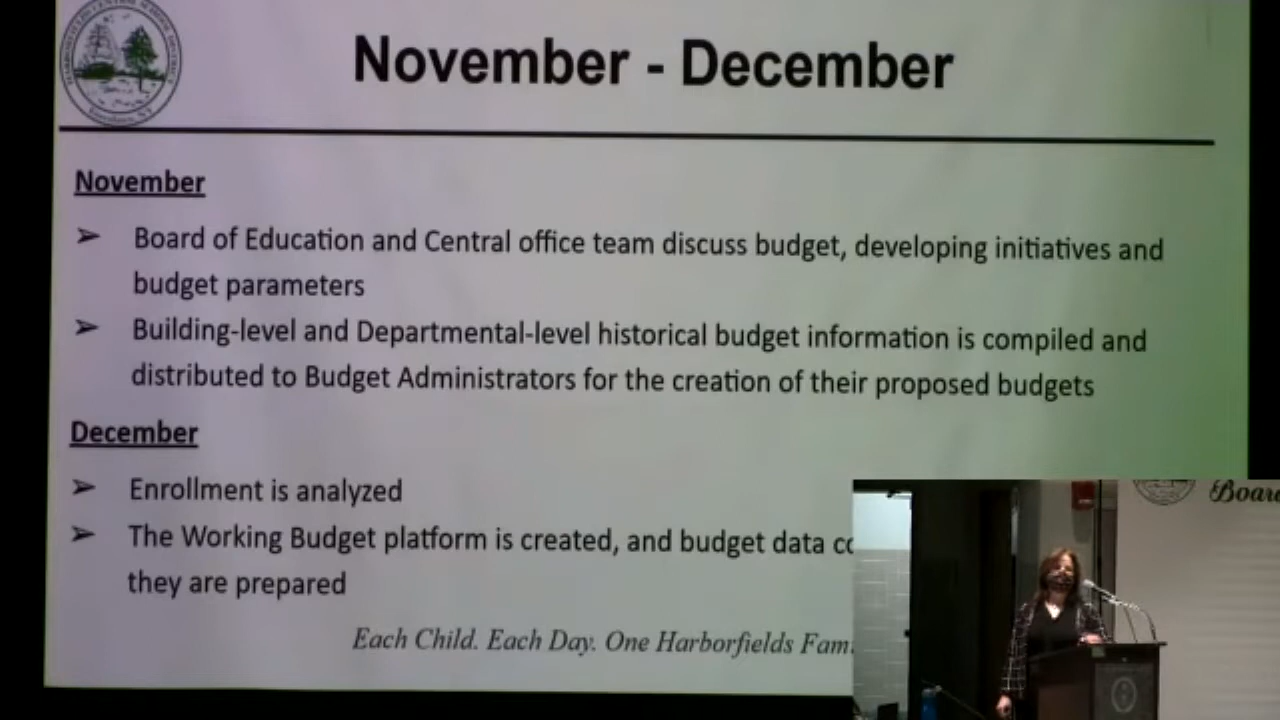 November - December
November
➢ Board of Education and Central office team discuss budget, developing initiatives and
budget parameters
➢ Building-level and Departmental-level historical budget information is compiled and
distributed to Budget Administrators for the creation of their proposed budgets
December
➢ Enrollment is analyzed
➢ The Working Budget platform is created, and budget data
they are prepared
Each Child. Each Day. One Harborfields